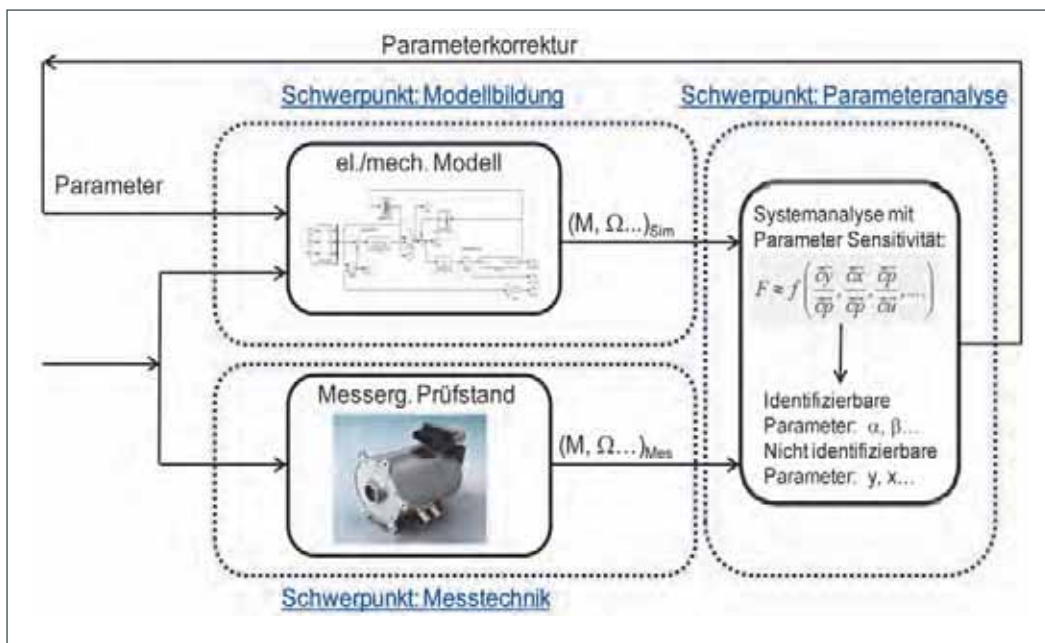 Parameterkorrektur
Schwerpunkt: Modellbildung
Schwerpunkt: Parameteranalyse
el./mech. Modell
Parameter
(M, Ω...)Sim
Systemanalyse mit
Parameter Sensitivität:
F ≈ f(∂y/∂p, ∂x/∂p, ∂p/∂u, ....)
Messerg. Prüfstand
(M, Ω...)Mes
Identifizierbare
Parameter: α, β...
Nicht identifizierbare
Parameter: y, x...
Schwerpunkt: Messtechnik